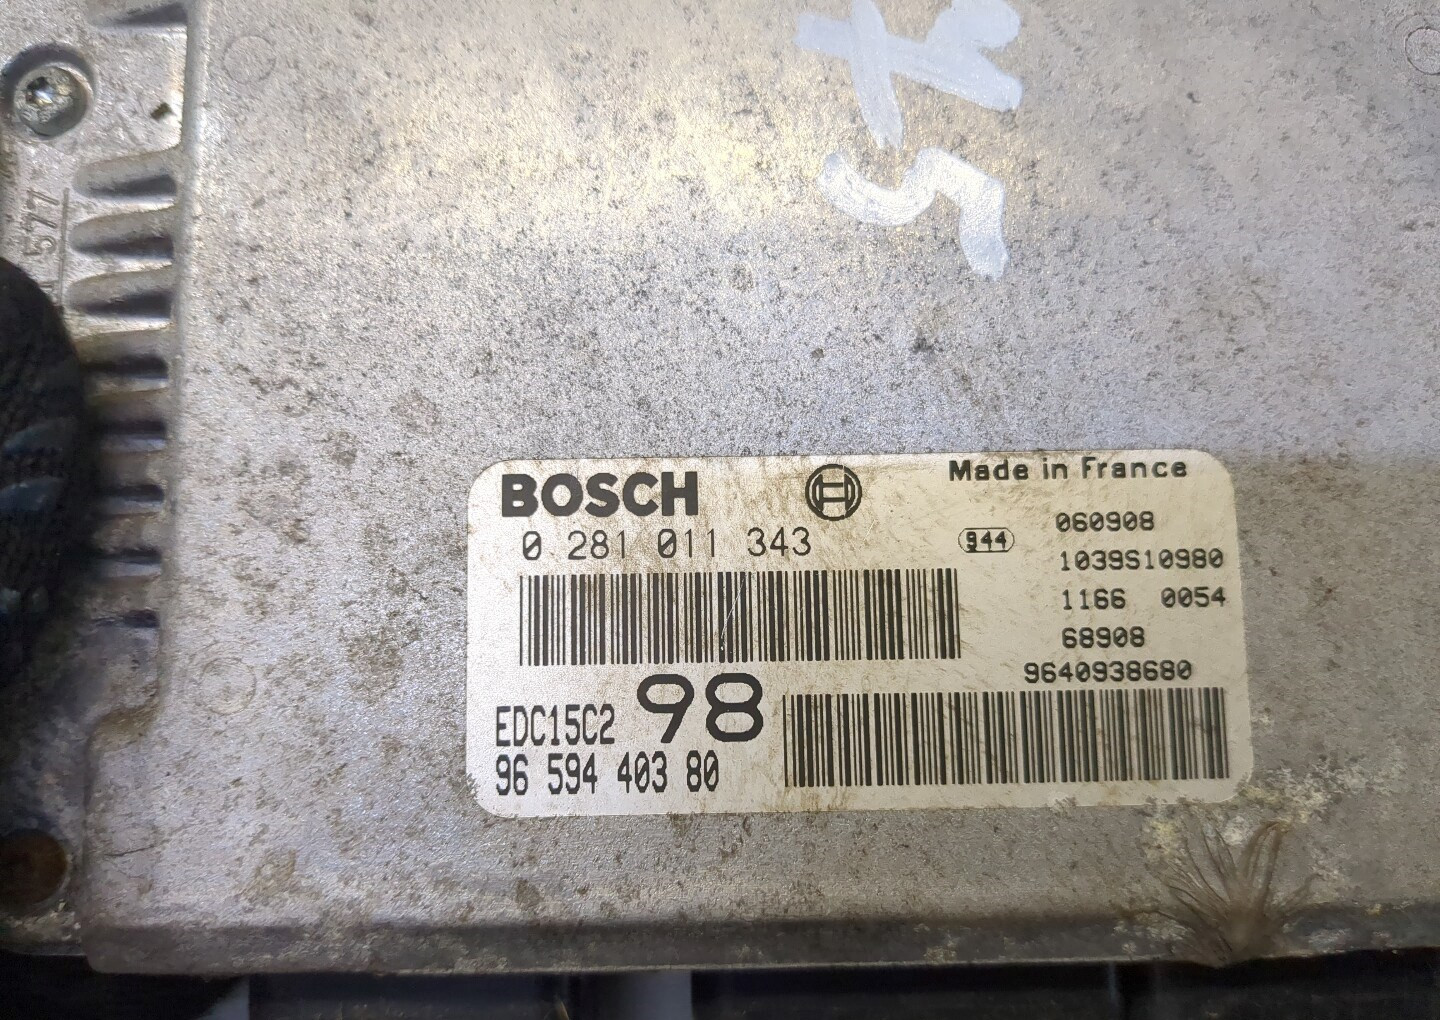 577
BOSCH
Made in France
0 281 011 343
944
060908
1039S10980
1166 0054
68908
9640938680
EDC15C2 98
96 594 403 80